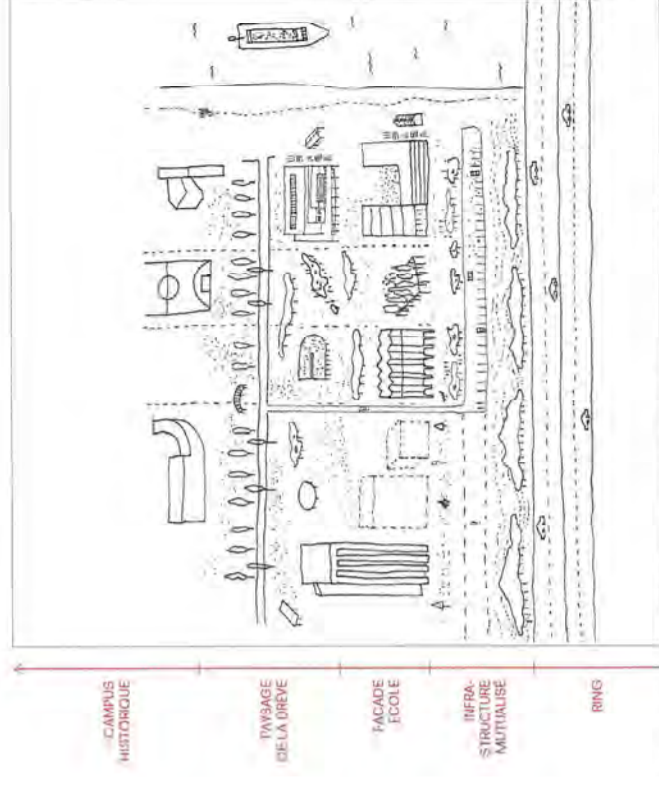 CAMPUS
HISTORIQUE
PAYSAGE
DE LA DRÈVE
FACADE
ECOLE
INFRA-
STRUCTURE
MUTUALISÉ
RING